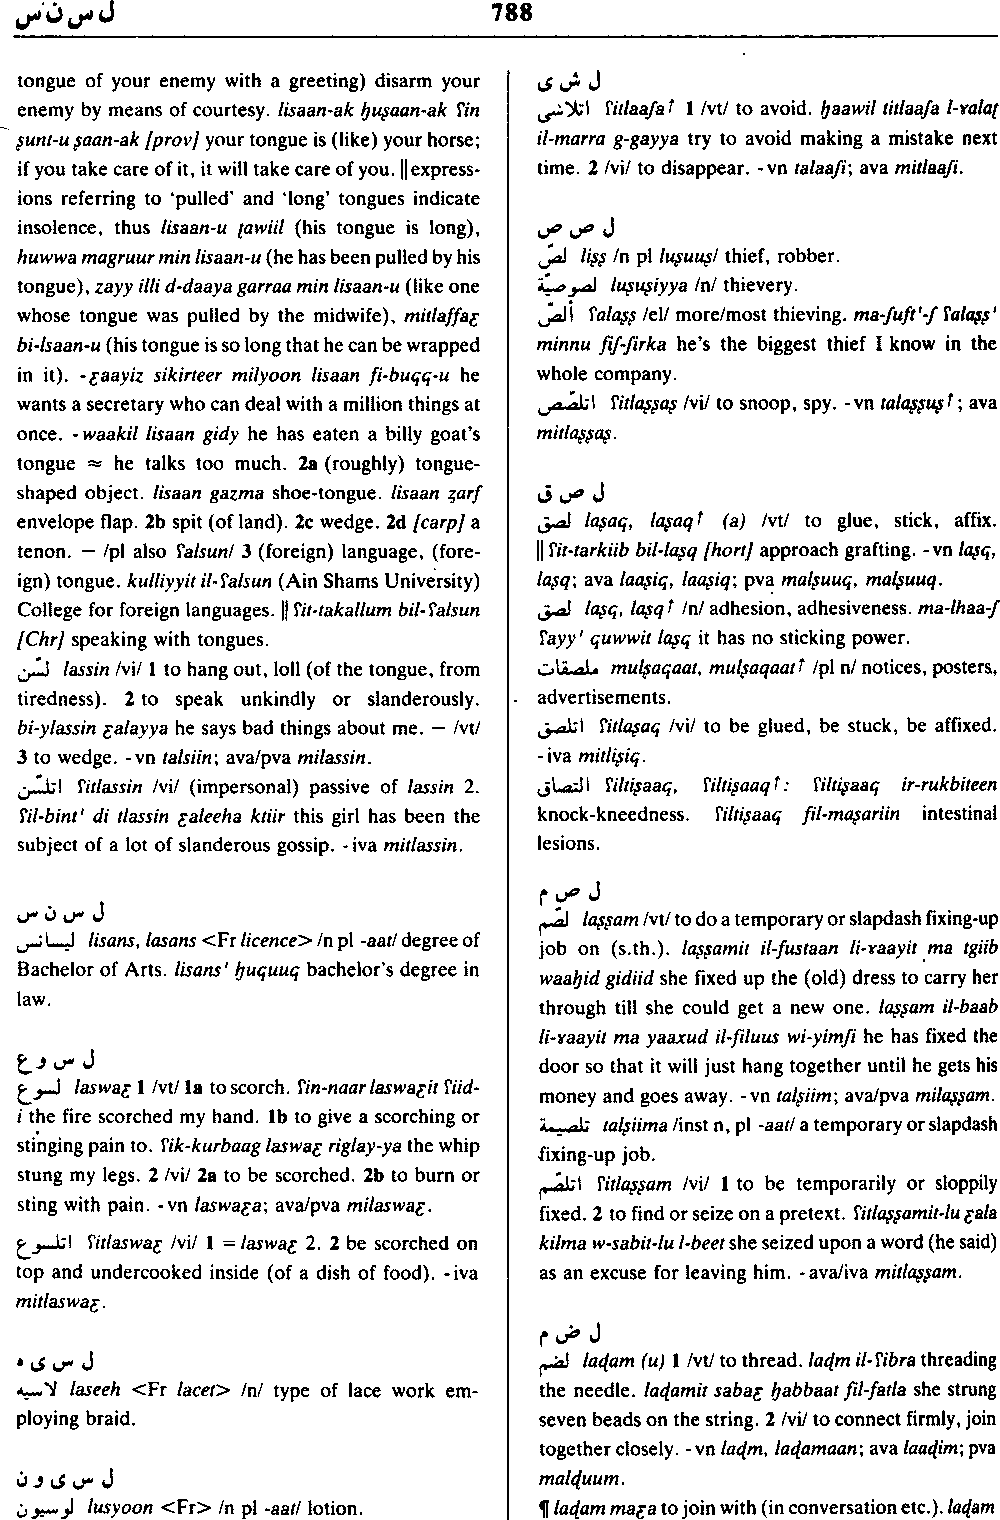 ل س ن س
788
tongue of your enemy with a greeting) disarm your
enemy by means of courtesy. lisaan-ak ḥuṣaan-ak ʕin
ṣunt-u ṣaan-ak [prov] your tongue is (like) your horse;
if you take care of it, it will take care of you. ‖ express-
ions referring to ‘pulled’ and ‘long’ tongues indicate
insolence, thus lisaan-u ṭawiil (his tongue is long),
huwwa magruur min lisaan-u (he has been pulled by his
tongue), zayy illi d-daaya garraa min lisaan-u (like one
whose tongue was pulled by the midwife), mitlaffaʿ
bi-lsaan-u (his tongue is so long that he can be wrapped
in it). -ʿaayiz sikirteer milyoon lisaan fi-buqq-u he
wants a secretary who can deal with a million things at
once. -waakil lisaan gidy he has eaten a billy goat's
tongue ≈ he talks too much. 2a (roughly) tongue-
shaped object. lisaan gazma shoe-tongue. lisaan ẓarf
envelope flap. 2b spit (of land). 2c wedge. 2d [carp] a
tenon. — /pl also ʕalsun/ 3 (foreign) language, (fore-
ign) tongue. kulliyyit il-ʕalsun (Ain Shams University)
College for foreign languages. ‖ ʕit-takallum bil-ʕalsun
[Chr] speaking with tongues.
لسّن lassin /vi/ 1 to hang out, loll (of the tongue, from
tiredness). 2 to speak unkindly or slanderously.
bi-ylassin ʿalayya he says bad things about me. — /vt/
3 to wedge. -vn talsiin; ava/pva milassin.
اتلسّن ʕitlassin /vi/ (impersonal) passive of lassin 2.
ʕil-bint' di tlassin ʿaleeha ktiir this girl has been the
subject of a lot of slanderous gossip. -iva mitlassin.
ل س ن س
ليسانس lisans, lasans <Fr licence> /n pl -aat/ degree of
Bachelor of Arts. lisans' ḥuquuq bachelor's degree in
law.
ل س و ع
لسوع laswaʿ 1 /vt/ 1a to scorch. ʕin-naar laswaʿit ʕiid-
i the fire scorched my hand. 1b to give a scorching or
stinging pain to. ʕik-kurbaag laswaʿ riglay-ya the whip
stung my legs. 2 /vi/ 2a to be scorched. 2b to burn or
sting with pain. -vn laswaʿa; ava/pva milaswaʿ.
اتلسوع ʕitlaswaʿ /vi/ 1 = laswaʿ 2. 2 be scorched on
top and undercooked inside (of a dish of food). -iva
mitlaswaʿ.
ل س ى ه
لاسيه laseeh <Fr lacet> /n/ type of lace work em-
ploying braid.
ل س ى و ن
لوسيون lusyoon <Fr> /n pl -aat/ lotion.
ل ش ى
اتلاشى ʕitlaaʃa↑ 1 /vt/ to avoid. ḥaawil titlaaʃa l-ɤalaṭ
il-marra g-gayya try to avoid making a mistake next
time. 2 /vi/ to disappear. -vn talaaʃi; ava mitlaaʃi.
ل ص ص
لصّ liṣṣ /n pl luṣuuṣ/ thief, robber.
لصوصيّة luṣuṣiyya /n/ thievery.
ألصّ ʕalaṣṣ /el/ more/most thieving. ma-ʃuft'-ʃ ʕalaṣṣ'
minnu fiʃ-ʃirka he's the biggest thief I know in the
whole company.
اتلصّص ʕitlaṣṣaṣ /vi/ to snoop, spy. -vn talaṣṣuṣ↑; ava
mitlaṣṣaṣ.
ل ص ق
لصق laṣaq, laṣaq↑ (a) /vt/ to glue, stick, affix.
‖ ʕit-tarkiib bil-laṣq [hort] approach grafting. -vn laṣq,
laṣq; ava laaṣiq, laaṣiq; pva malṣuuq, malṣuuq.
لصق laṣq, laṣq↑ /n/ adhesion, adhesiveness. ma-lhaa-ʃ
ʕayy' quwwit laṣq it has no sticking power.
ملصقات mulṣaqaat, mulṣaqaat↑ /pl n/ notices, posters,
advertisements.
اتلصق ʕitlaṣaq /vi/ to be glued, be stuck, be affixed.
-iva mitliṣiq.
التصاق ʕiltiṣaaq, ʕiltiṣaaq↑: ʕiltiṣaaq ir-rukbiteen
knock-kneedness. ʕiltiṣaaq fil-maṣariin intestinal
lesions.
ل ص م
لصّم laṣṣam /vt/ to do a temporary or slapdash fixing-up
job on (s.th.). laṣṣamit il-fustaan li-ɤaayit ma tgiib
waaḥid gidiid she fixed up the (old) dress to carry her
through till she could get a new one. laṣṣam il-baab
li-ɤaayit ma yaaxud il-filuus wi-yimʃi he has fixed the
door so that it will just hang together until he gets his
money and goes away. -vn talṣiim; ava/pva milaṣṣam.
تلصيمة talṣiima /inst n, pl -aat/ a temporary or slapdash
fixing-up job.
اتلصّم ʕitlaṣṣam /vi/ 1 to be temporarily or sloppily
fixed. 2 to find or seize on a pretext. ʕitlaṣṣamit-lu ʿala
kilma w-sabit-lu l-beet she seized upon a word (he said)
as an excuse for leaving him. -ava/iva mitlaṣṣam.
ل ض م
لضم laḍam (u) 1 /vt/ to thread. laḍm il-ʕibra threading
the needle. laḍamit sabaʿ ḥabbaat fil-fatla she strung
seven beads on the string. 2 /vi/ to connect firmly, join
together closely. -vn laḍm, laḍamaan; ava laaḍim; pva
malḍuum.
¶ laḍam maʿa to join with (in conversation etc.). laḍam